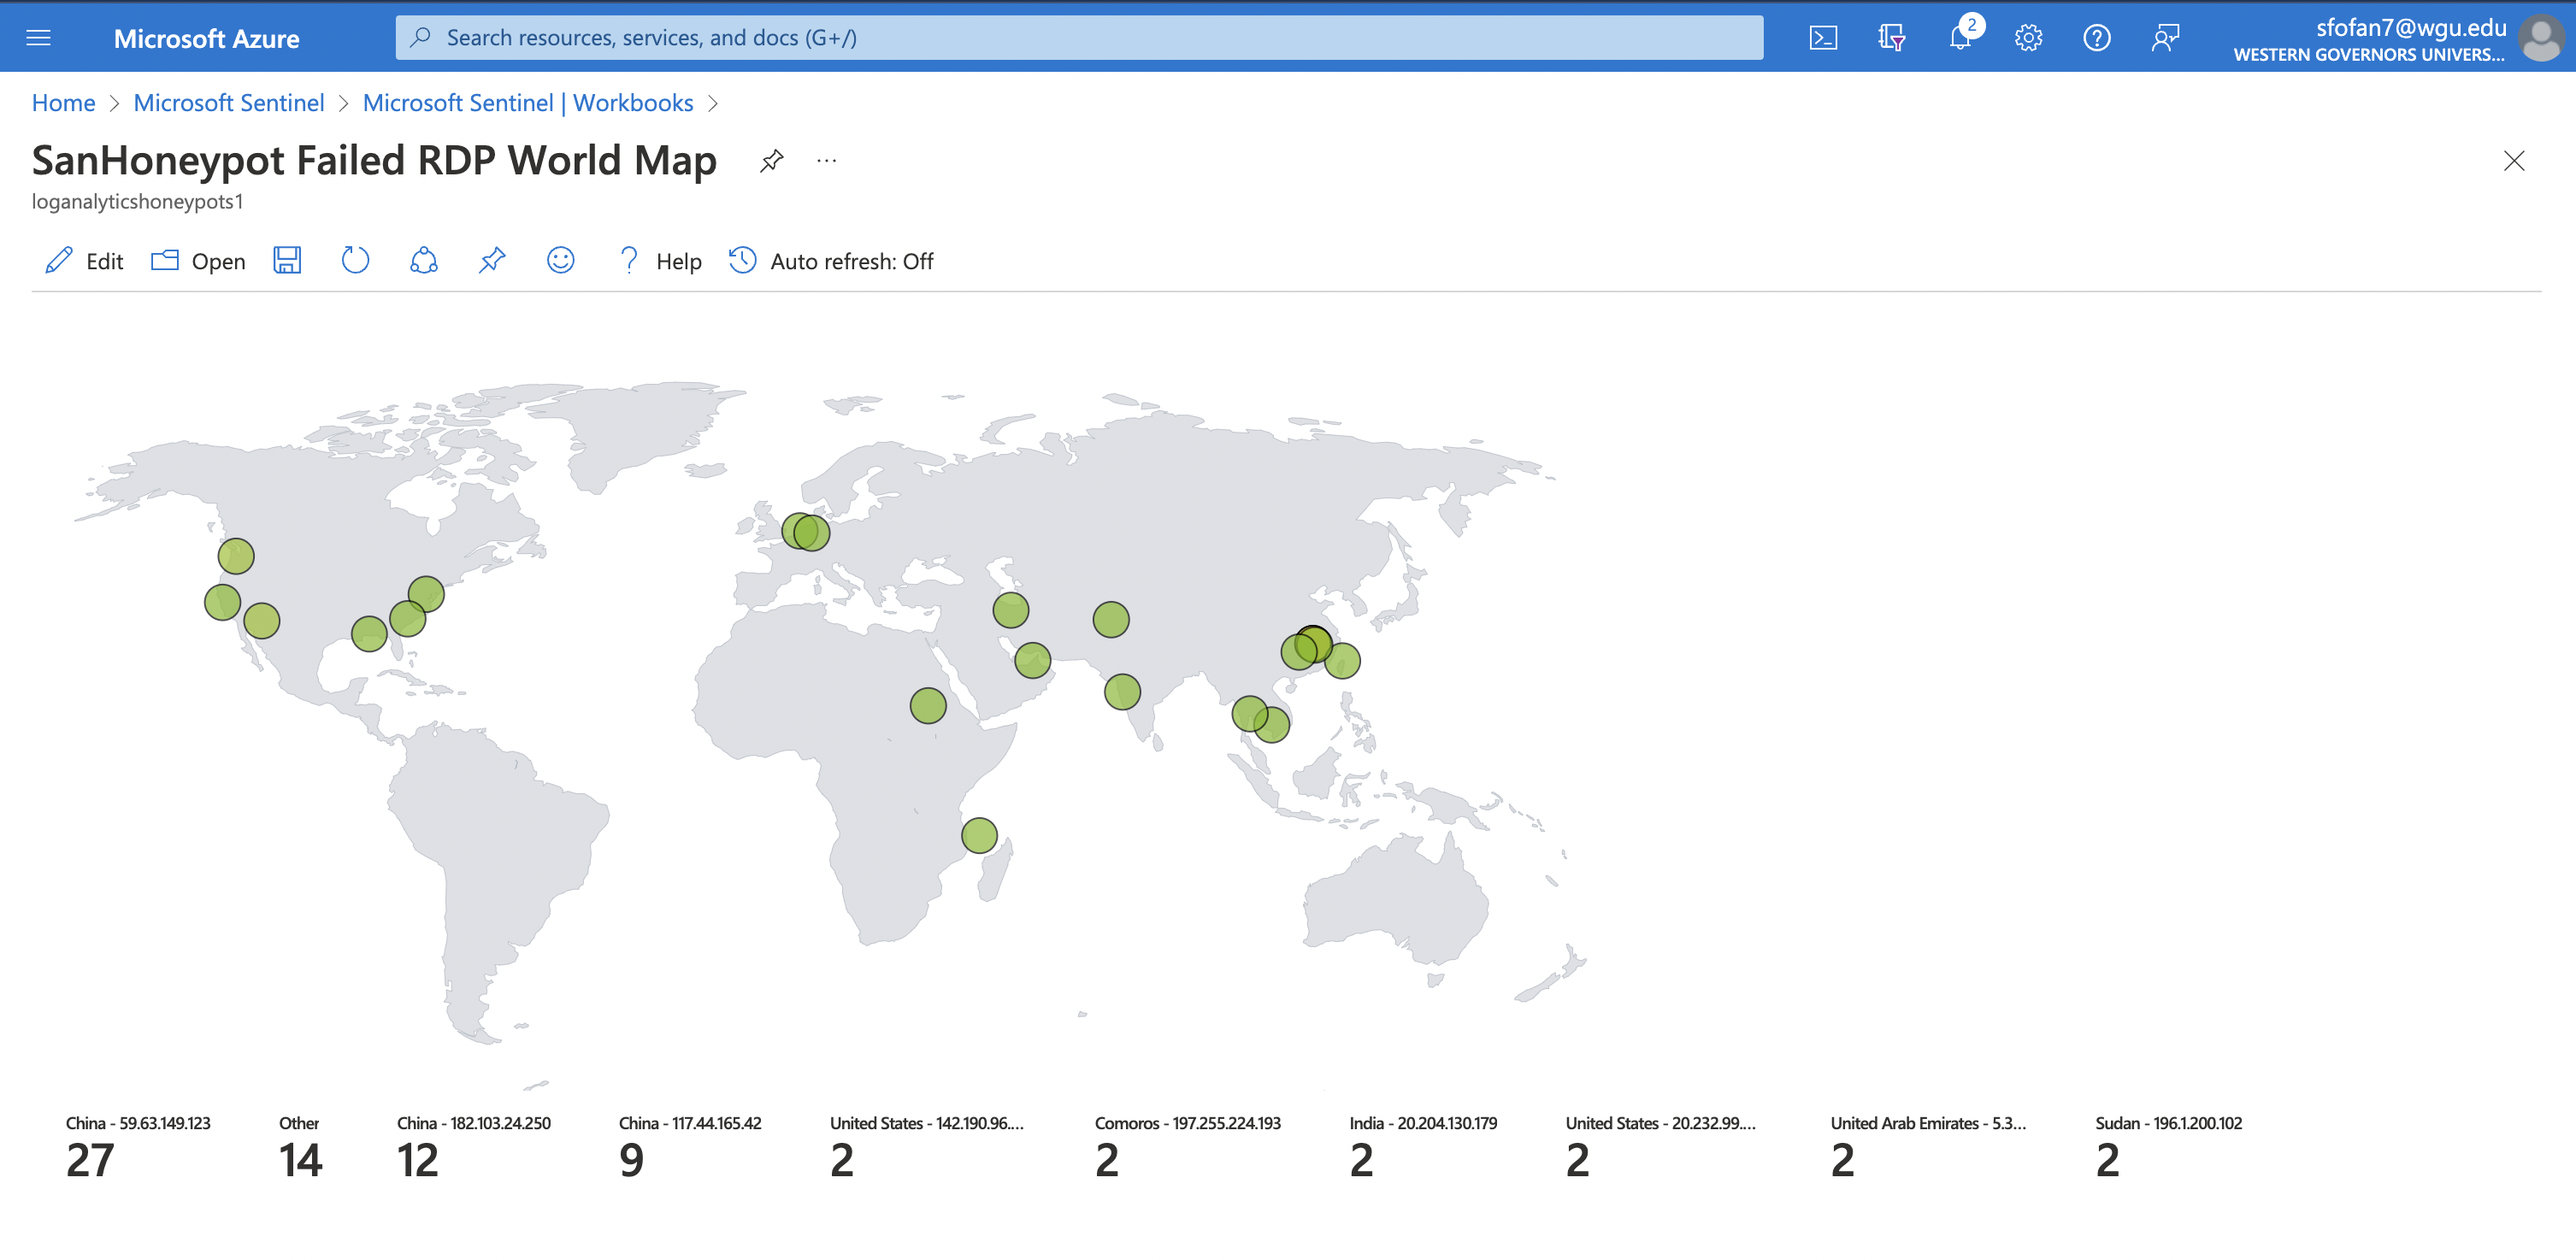 Microsoft Azure
Search resources, services, and docs (G+/)
2
sfofan7@wgu.edu
WESTERN GOVERNORS UNIVERS...
Home > Microsoft Sentinel > Microsoft Sentinel | Workbooks >
SanHoneypot Failed RDP World Map
loganalyticshoneypots1
Edit Open Help Auto refresh: Off
China - 59.63.149.123
27
Other
14
China - 182.103.24.250
12
China - 117.44.165.42
9
United States - 142.190.96....
2
Comoros - 197.255.224.193
2
India - 20.204.130.179
2
United States - 20.232.99....
2
United Arab Emirates - 5.3...
2
Sudan - 196.1.200.102
2